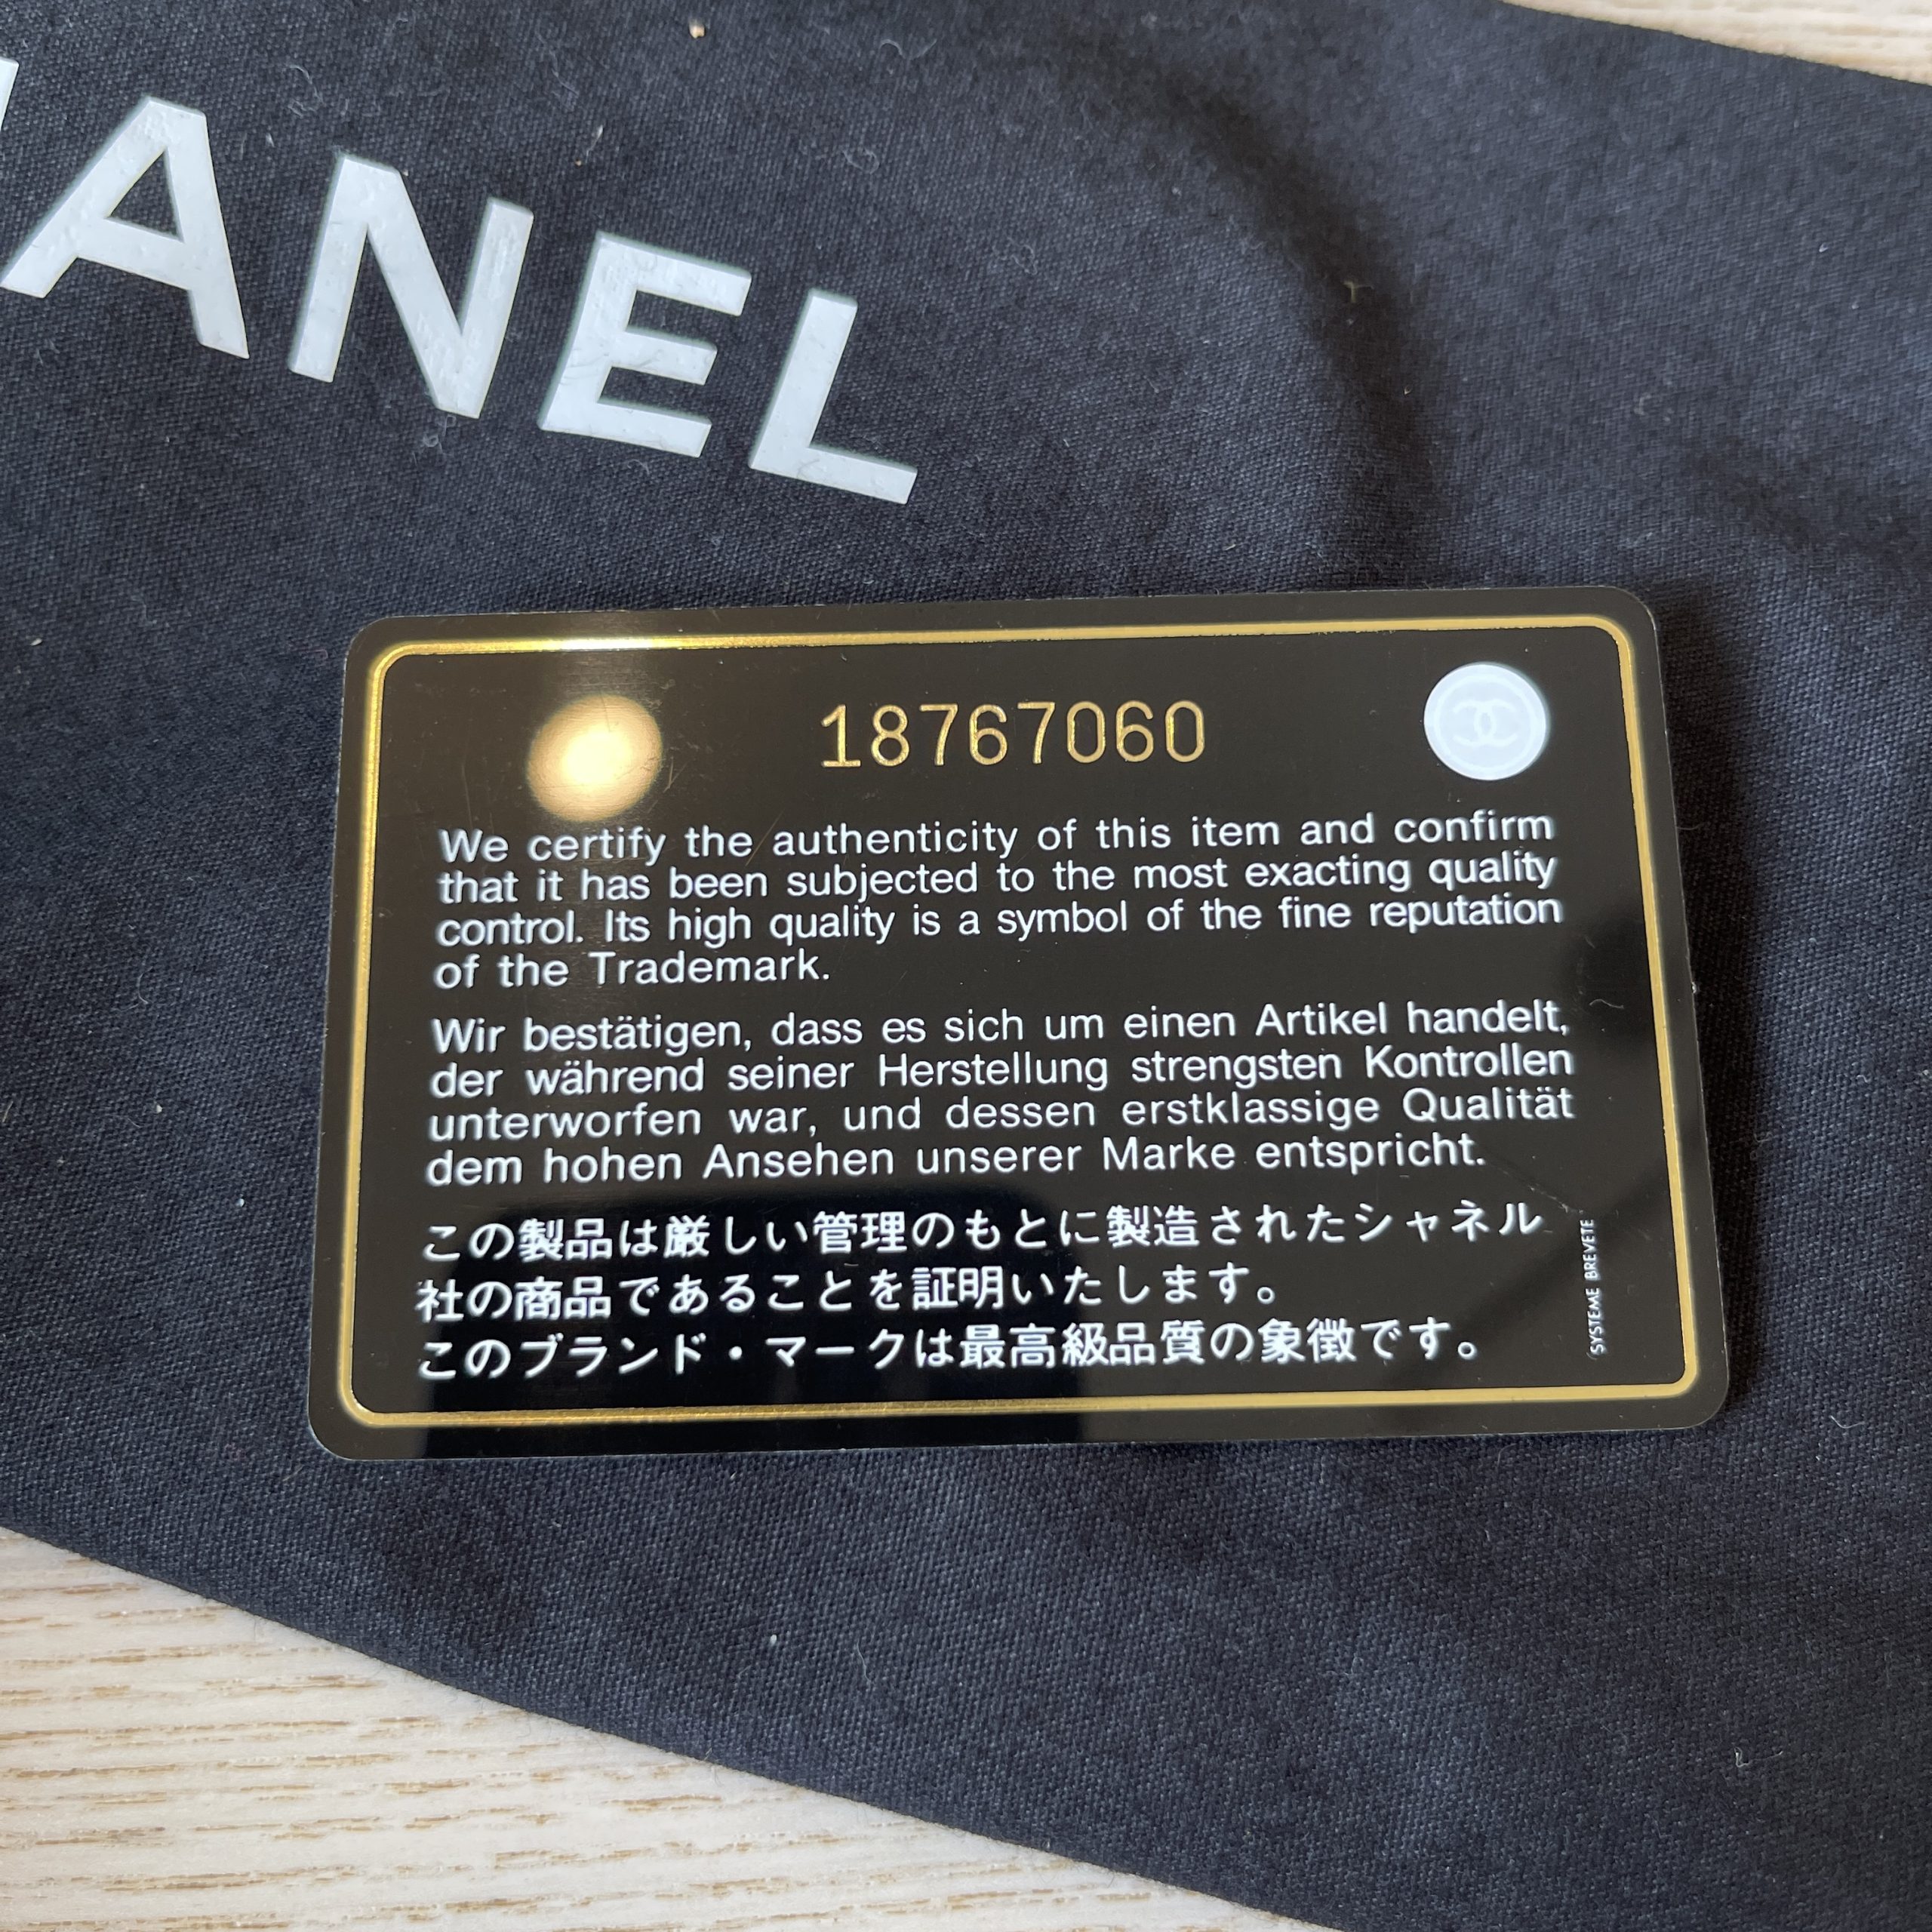 HANEL
18767060
We certify the authenticity of this item and confirm
that it has been subjected to the most exacting quality
control. Its high quality is a symbol of the fine reputation
of the Trademark.
Wir bestätigen, dass es sich um einen Artikel handelt,
der während seiner Herstellung strengsten Kontrollen
unterworfen war, und dessen erstklassige Qualität
dem hohen Ansehen unserer Marke entspricht.
この製品は厳しい管理のもとに製造されたシャネル
社の商品であることを証明いたします。
このブランド・マークは最高級品質の象徴です。
SYSTEME BREVETE